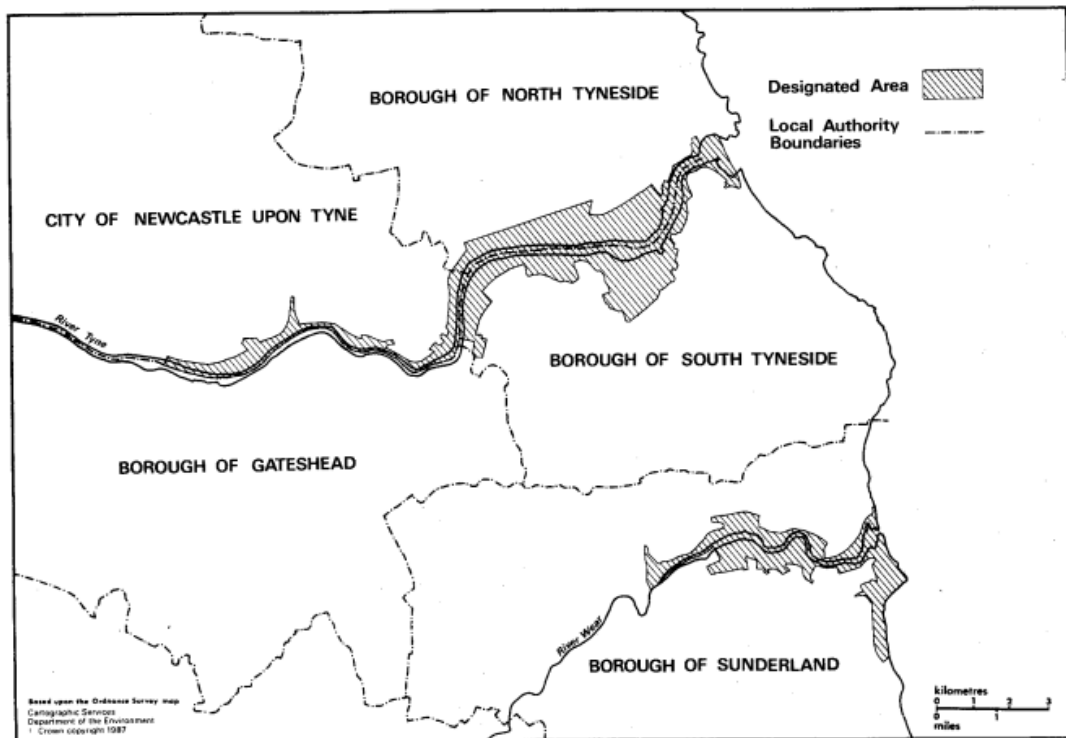 BOROUGH OF NORTH TYNESIDE
Designated Area
Local Authority
Boundaries
CITY OF NEWCASTLE UPON TYNE
River Tyne
BOROUGH OF SOUTH TYNESIDE
BOROUGH OF GATESHEAD
River Wear
BOROUGH OF SUNDERLAND
Based upon the Ordnance Survey map
Cartographic Services
Department of the Environment
Crown copyright 1987
kilometres
0 1 2 3
0 1
miles